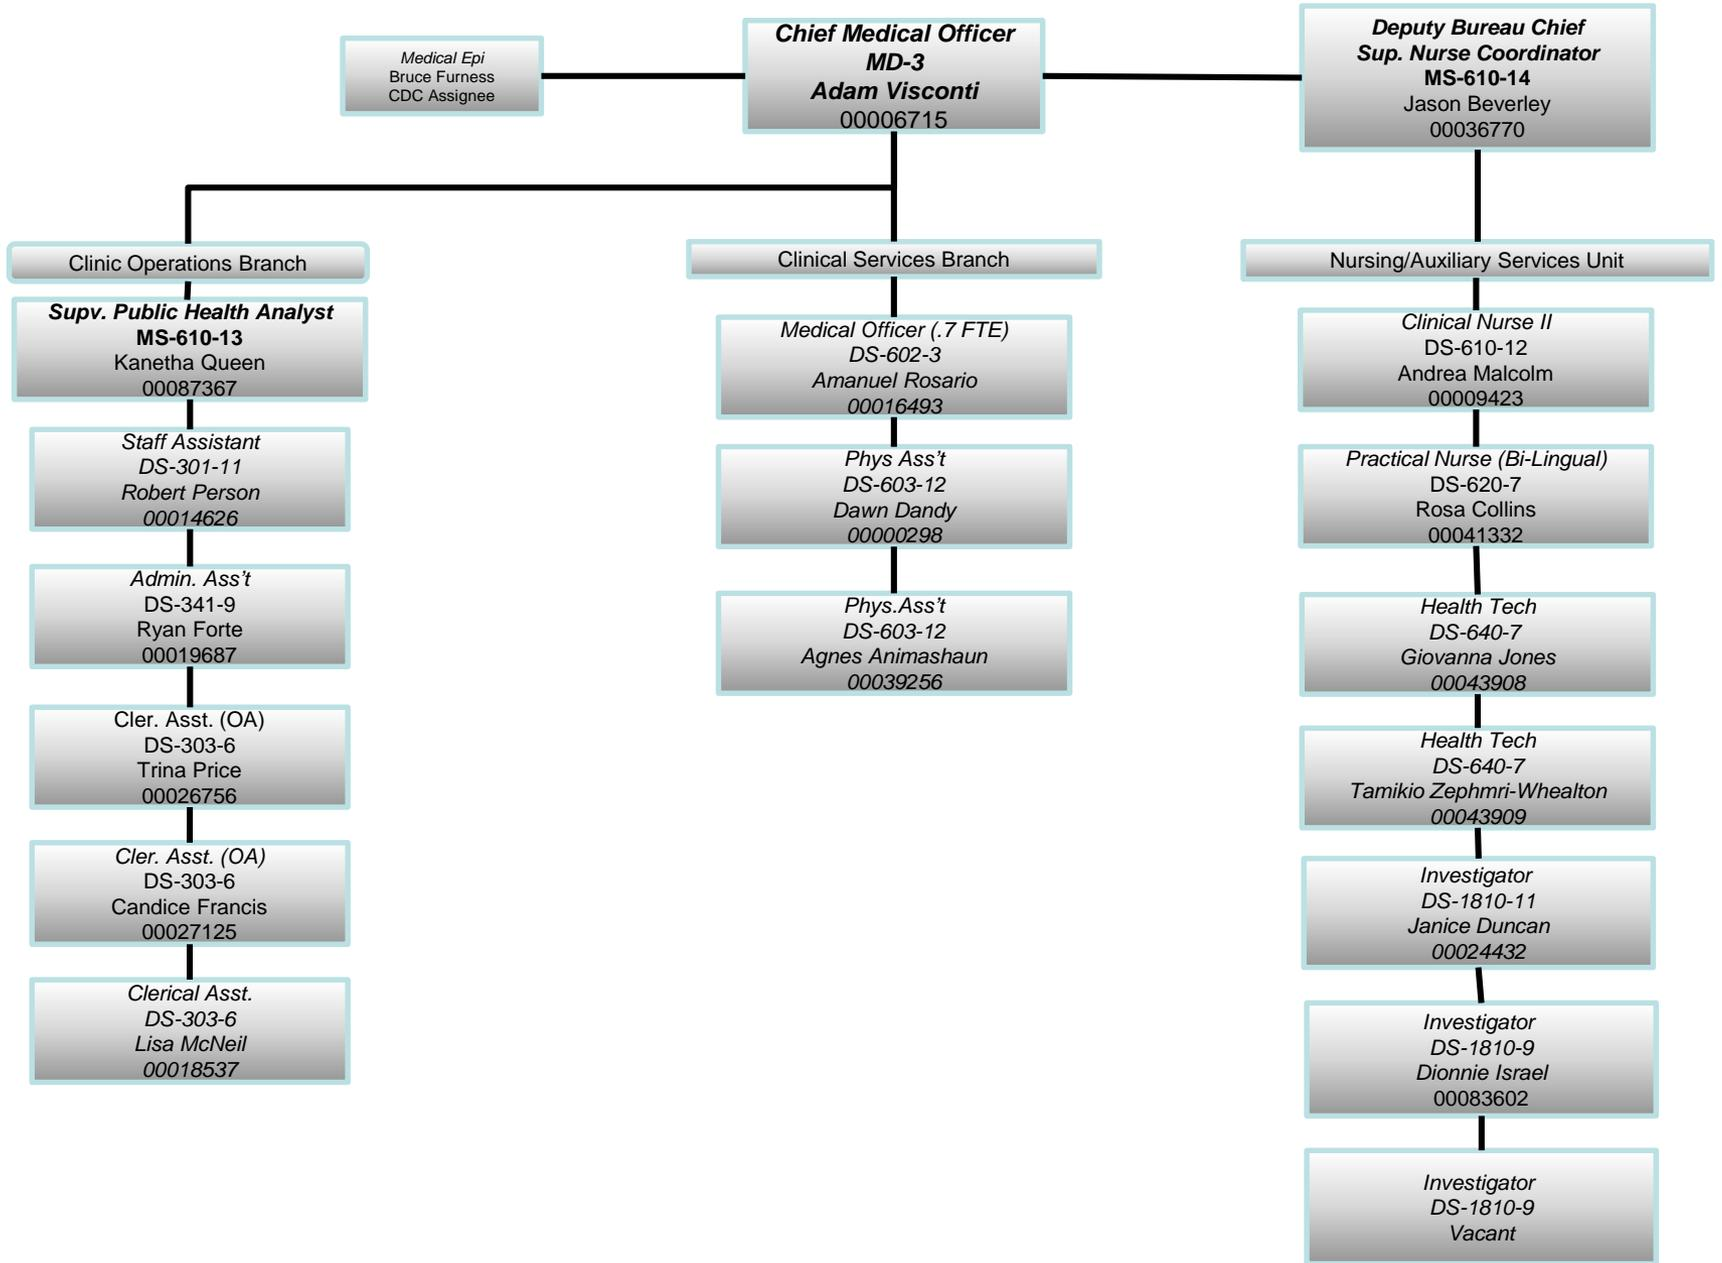 Medical Epi
Bruce Furness
CDC Assignee
Chief Medical Officer
MD-3
Adam Visconti
00006715
Deputy Bureau Chief
Sup. Nurse Coordinator
MS-610-14
Jason Beverley
00036770
Clinic Operations Branch
Supv. Public Health Analyst
MS-610-13
Kanetha Queen
00087367
Staff Assistant
DS-301-11
Robert Person
00014626
Admin. Ass't
DS-341-9
Ryan Forte
00019687
Cler. Asst. (OA)
DS-303-6
Trina Price
00026756
Cler. Asst. (OA)
DS-303-6
Candice Francis
00027125
Clerical Asst.
DS-303-6
Lisa McNeil
00018537
Clinical Services Branch
Medical Officer (.7 FTE)
DS-602-3
Amanuel Rosario
00016493
Phys Ass't
DS-603-12
Dawn Dandy
00000298
Phys.Ass't
DS-603-12
Agnes Animashaun
00039256
Nursing/Auxiliary Services Unit
Clinical Nurse II
DS-610-12
Andrea Malcolm
00009423
Practical Nurse (Bi-Lingual)
DS-620-7
Rosa Collins
00041332
Health Tech
DS-640-7
Giovanna Jones
00043908
Health Tech
DS-640-7
Tamikio Zephmri-Whealton
00043909
Investigator
DS-1810-11
Janice Duncan
00024432
Investigator
DS-1810-9
Dionnie Israel
00083602
Investigator
DS-1810-9
Vacant